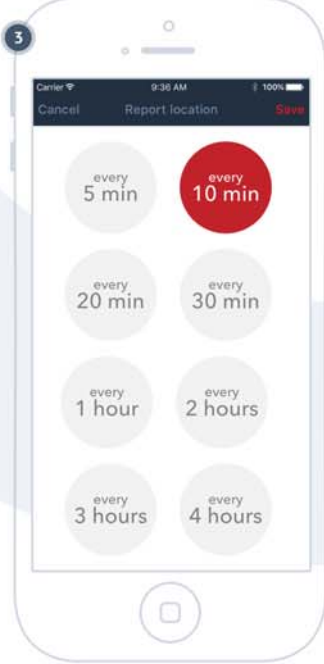 3
Carrier 9:36 AM 100%
Cancel Report location Save
every every
5 min 10 min
every every
20 min 30 min
every every
1 hour 2 hours
every every
3 hours 4 hours